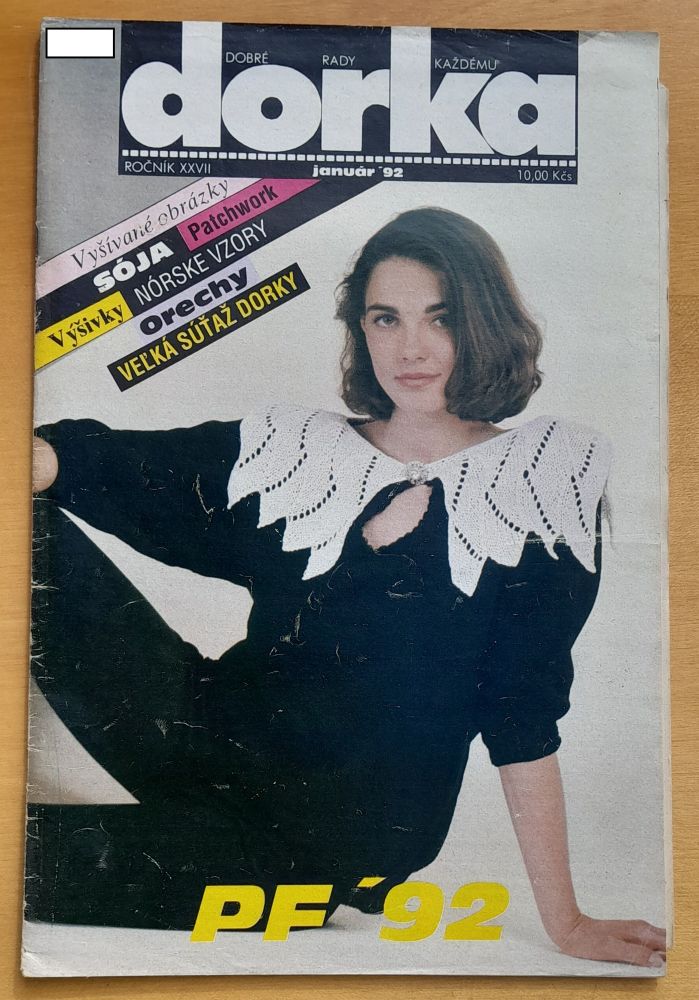 DOBRÉ RADY KAŽDÉMU
dorka
ROČNÍK XXVII január ´92 10,00 Kčs
Vyšívané obrázky
SÓJA Patchwork
Výšivky NÓRSKE VZORY
Orechy
VEĽKÁ SÚŤAŽ DORKY
PF ´92